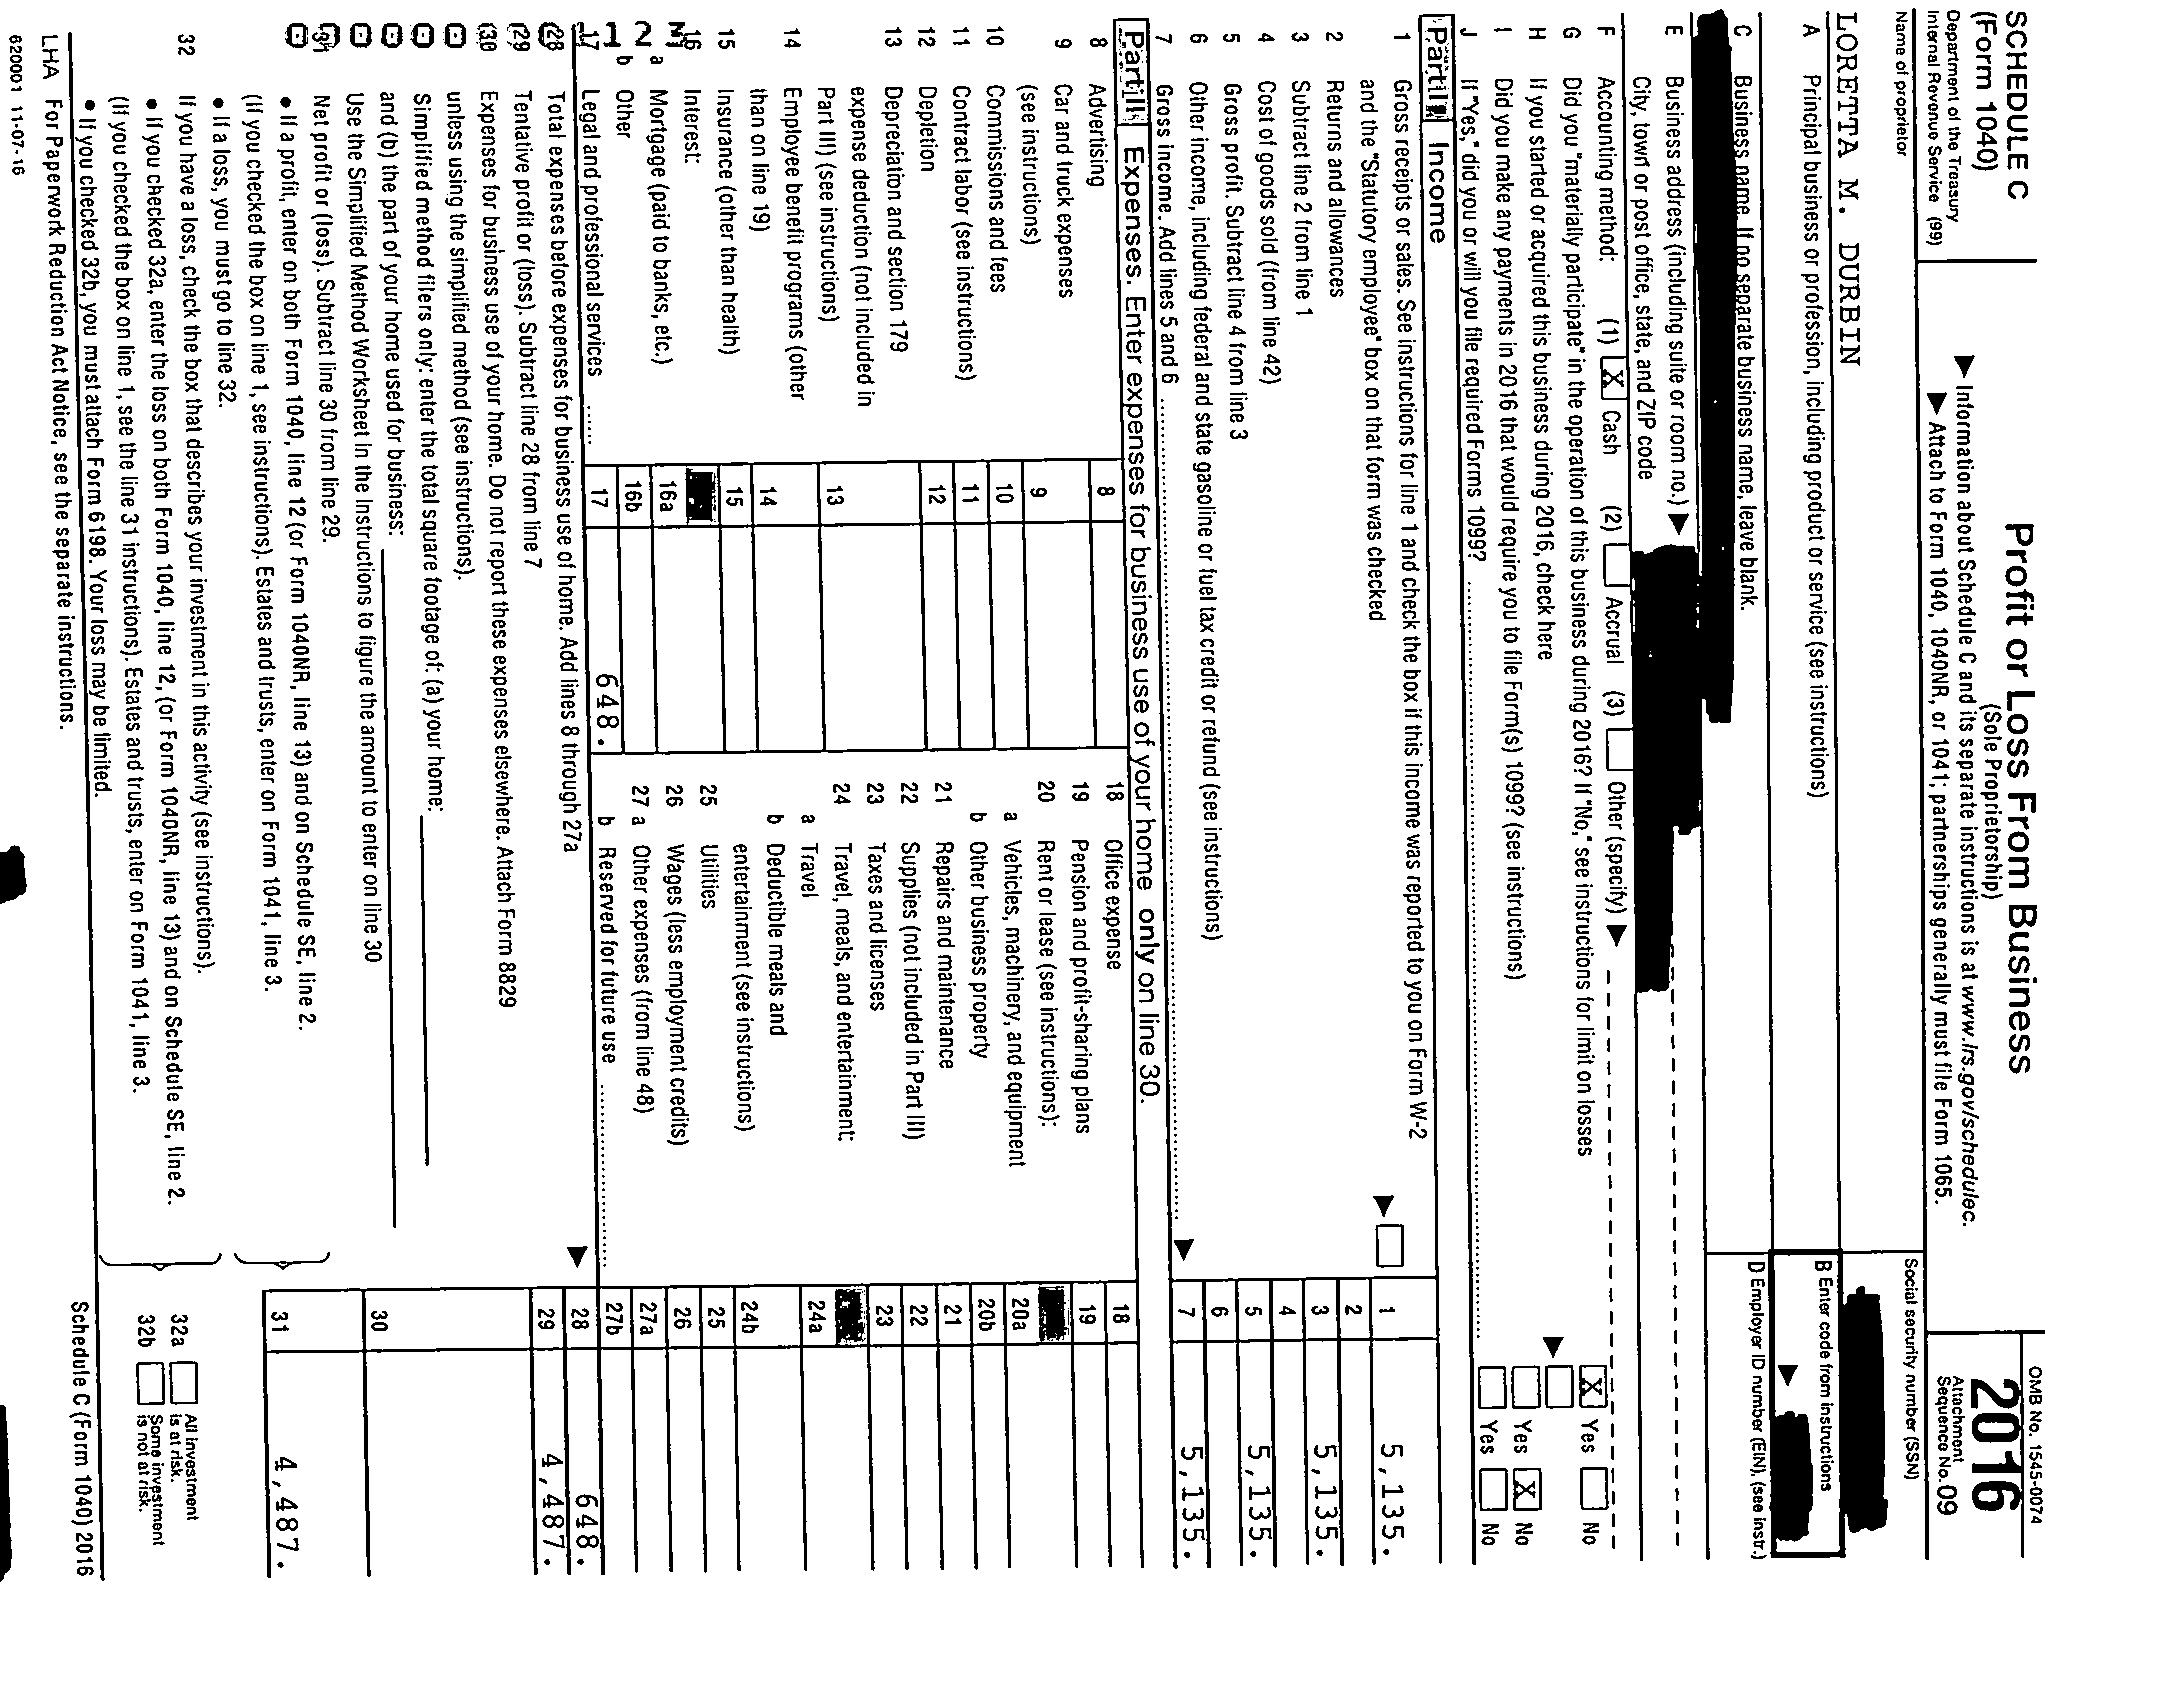 SCHEDULE C
(Form 1040)
Department of the Treasury
Internal Revenue Service (99)
Profit or Loss From Business
(Sole Proprietorship)
▶ Information about Schedule C and its separate instructions is at www.irs.gov/schedulec.
▶ Attach to Form 1040, 1040NR, or 1041; partnerships generally must file Form 1065.
OMB No. 1545-0074
2016
Attachment
Sequence No. 09
Name of proprietor
Social security number (SSN)
LORETTA M. DURBIN
A Principal business or profession, including product or service (see instructions)
B Enter code from instructions
▶
C Business name. If no separate business name, leave blank.
D Employer ID number (EIN), (see instr.)
E Business address (including suite or room no.) ▶
City, town or post office, state, and ZIP code
F Accounting method: (1) X Cash (2) Accrual (3) Other (specify) ▶
G Did you "materially participate" in the operation of this business during 2016? If "No," see instructions for limit on losses X Yes No
H If you started or acquired this business during 2016, check here ▶
I Did you make any payments in 2016 that would require you to file Form(s) 1099? (see instructions) Yes X No
J If "Yes," did you or will you file required Forms 1099? Yes No
Part I Income
1 Gross receipts or sales. See instructions for line 1 and check the box if this income was reported to you on Form W-2
and the "Statutory employee" box on that form was checked ▶ 1 5,135.
2 Returns and allowances 2
3 Subtract line 2 from line 1 3 5,135.
4 Cost of goods sold (from line 42) 4
5 Gross profit. Subtract line 4 from line 3 5 5,135.
6 Other income, including federal and state gasoline or fuel tax credit or refund (see instructions) 6
7 Gross income. Add lines 5 and 6 ▶ 7 5,135.
Part II Expenses. Enter expenses for business use of your home only on line 30.
8 Advertising 8
9 Car and truck expenses
(see instructions) 9
10 Commissions and fees 10
11 Contract labor (see instructions) 11
12 Depletion 12
13 Depreciation and section 179
expense deduction (not included in
Part III) (see instructions) 13
14 Employee benefit programs (other
than on line 19) 14
15 Insurance (other than health) 15
16 Interest:
a Mortgage (paid to banks, etc.) 16a
b Other 16b
17 Legal and professional services 17 648.
18 Office expense 18
19 Pension and profit-sharing plans 19
20 Rent or lease (see instructions):
a Vehicles, machinery, and equipment 20a
b Other business property 20b
21 Repairs and maintenance 21
22 Supplies (not included in Part III) 22
23 Taxes and licenses 23
24 Travel, meals, and entertainment:
a Travel 24a
b Deductible meals and
entertainment (see instructions) 24b
25 Utilities 25
26 Wages (less employment credits) 26
27 a Other expenses (from line 48) 27a
b Reserved for future use 27b
28 Total expenses before expenses for business use of home. Add lines 8 through 27a ▶ 28 648.
29 Tentative profit or (loss). Subtract line 28 from line 7 29 4,487.
30 Expenses for business use of your home. Do not report these expenses elsewhere. Attach Form 8829
unless using the simplified method (see instructions).
Simplified method filers only: enter the total square footage of: (a) your home:
and (b) the part of your home used for business:
Use the Simplified Method Worksheet in the Instructions to figure the amount to enter on line 30 30
31 Net profit or (loss). Subtract line 30 from line 29.
• If a profit, enter on both Form 1040, line 12 (or Form 1040NR, line 13) and on Schedule SE, line 2.
(If you checked the box on line 1, see instructions). Estates and trusts, enter on Form 1041, line 3. 31 4,487.
• If a loss, you must go to line 32.
32 If you have a loss, check the box that describes your investment in this activity (see instructions).
• If you checked 32a, enter the loss on both Form 1040, line 12, (or Form 1040NR, line 13) and on Schedule SE, line 2.
(If you checked the box on line 1, see the line 31 instructions). Estates and trusts, enter on Form 1041, line 3.
• If you checked 32b, you must attach Form 6198. Your loss may be limited.
32a All investment is at risk.
32b Some investment is not at risk.
LHA For Paperwork Reduction Act Notice, see the separate instructions.
Schedule C (Form 1040) 2016
620001 11-07-16